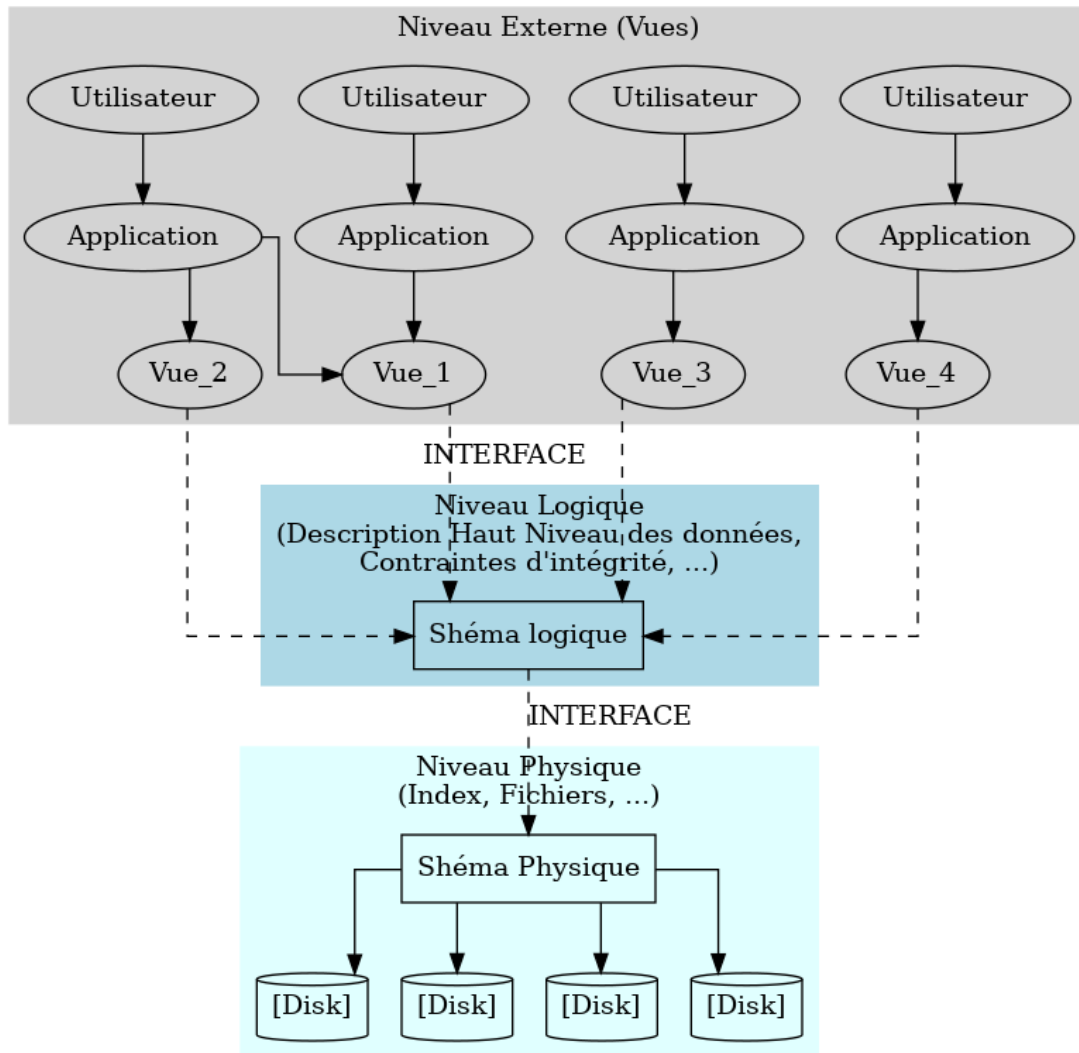 Niveau Externe (Vues)
Utilisateur
Utilisateur
Utilisateur
Utilisateur
Application
Application
Application
Application
Vue_2
Vue_1
Vue_3
Vue_4
INTERFACE
Niveau Logique
(Description Haut Niveau des données,
Contraintes d'intégrité, ...)
Shéma logique
INTERFACE
Niveau Physique
(Index, Fichiers, ...)
Shéma Physique
[Disk]
[Disk]
[Disk]
[Disk]